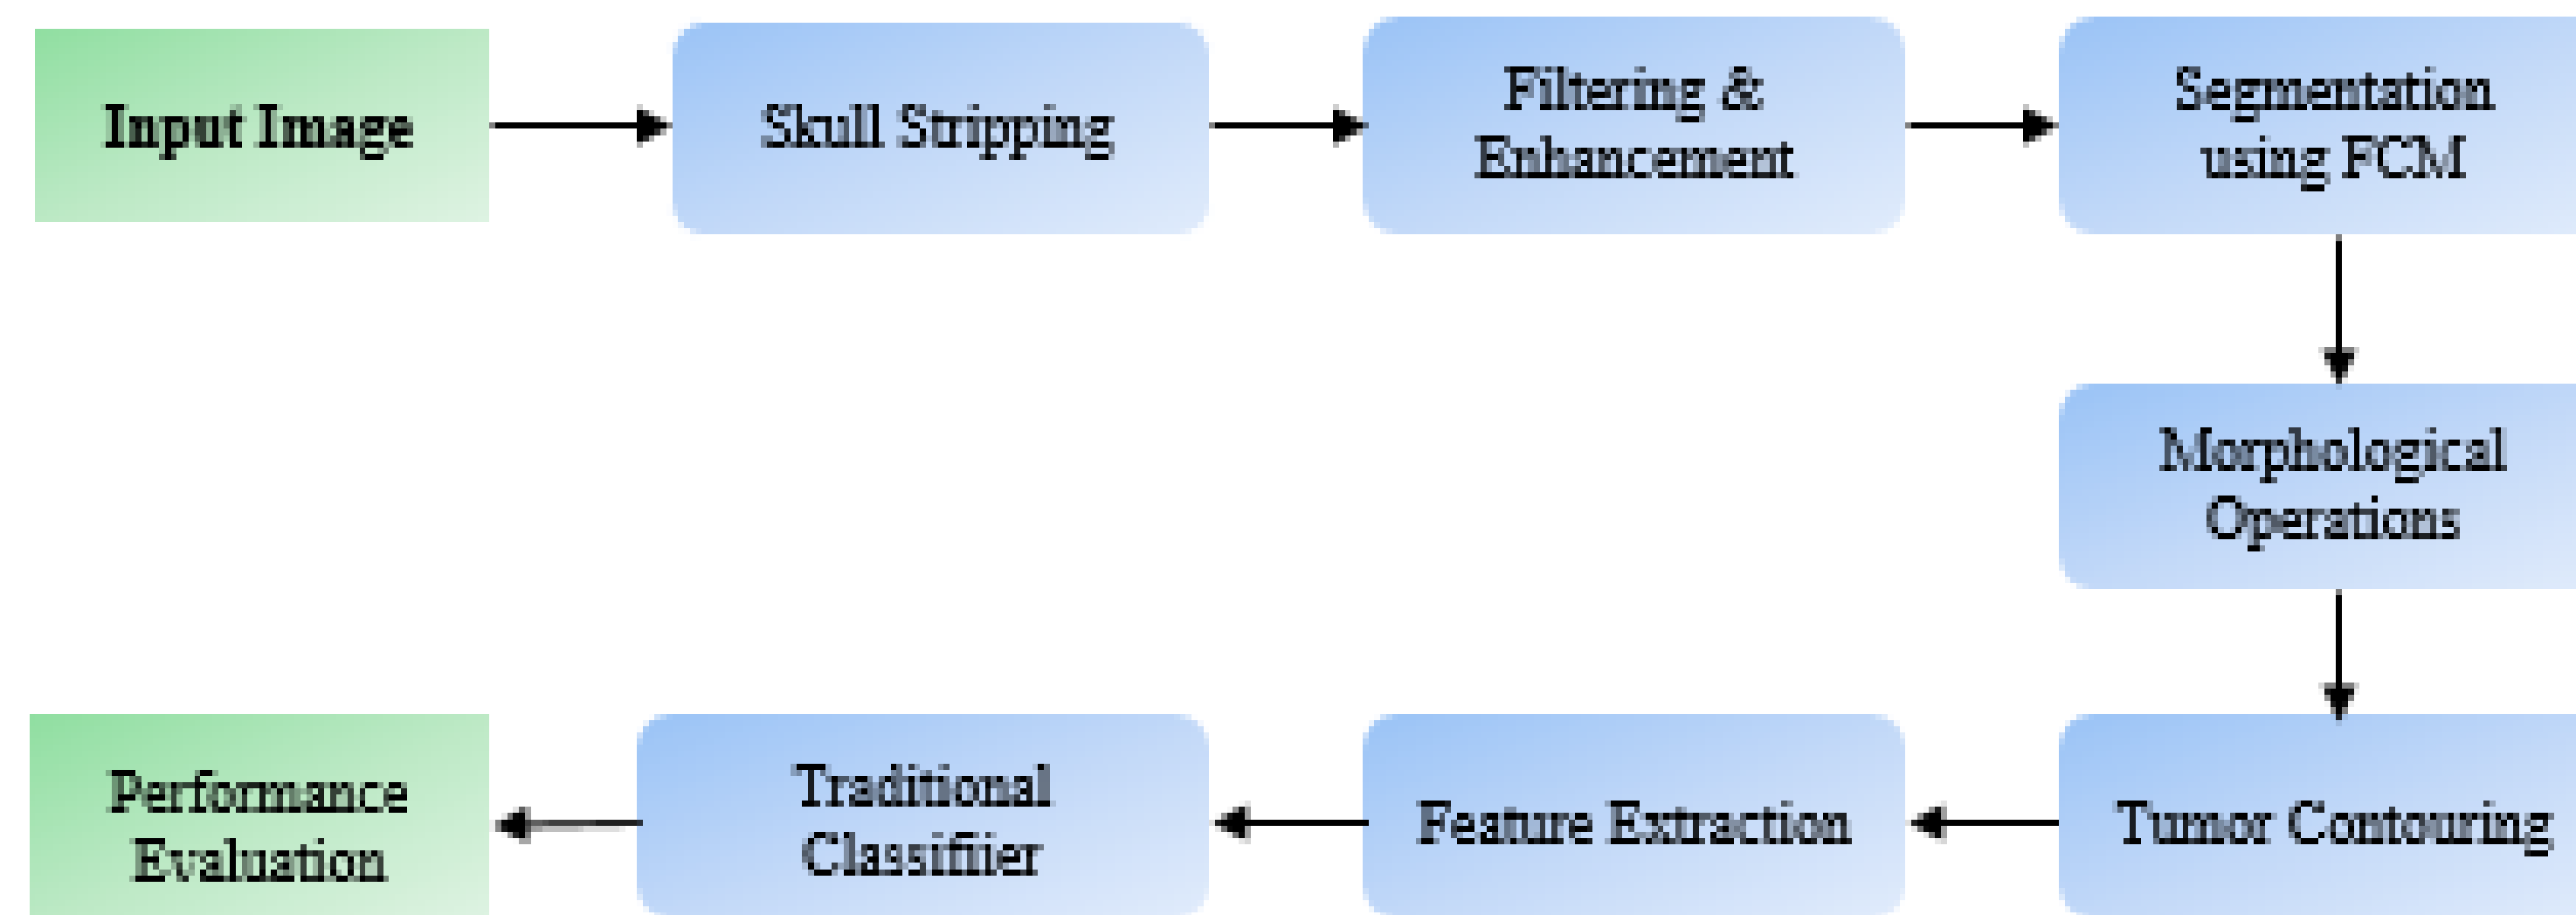 Input Image
Skull Stripping
Filtering &
Enhancement
Segmentation
using FCM
Morphological
Operations
Tumor Contouring
Feature Extraction
Traditional
Classifiier
Performance
Evaluation